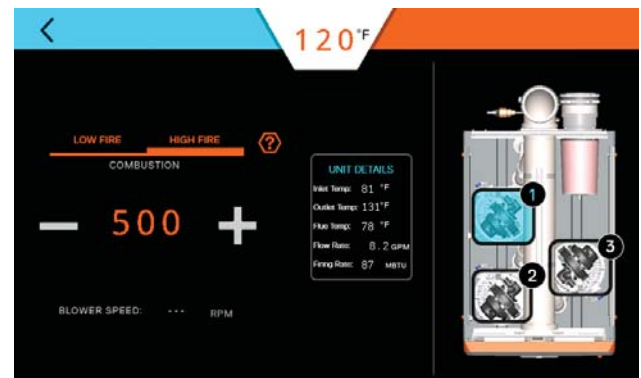 120°F
LOW FIRE HIGH FIRE ?
COMBUSTION
500
BLOWER SPEED: --- RPM
UNIT DETAILS
Inlet Temp: 81 °F
Outlet Temp: 131°F
Flue Temp: 78 °F
Flow Rate: 8.2 GPM
Firing Rate: 87 MBTU
1
2
3